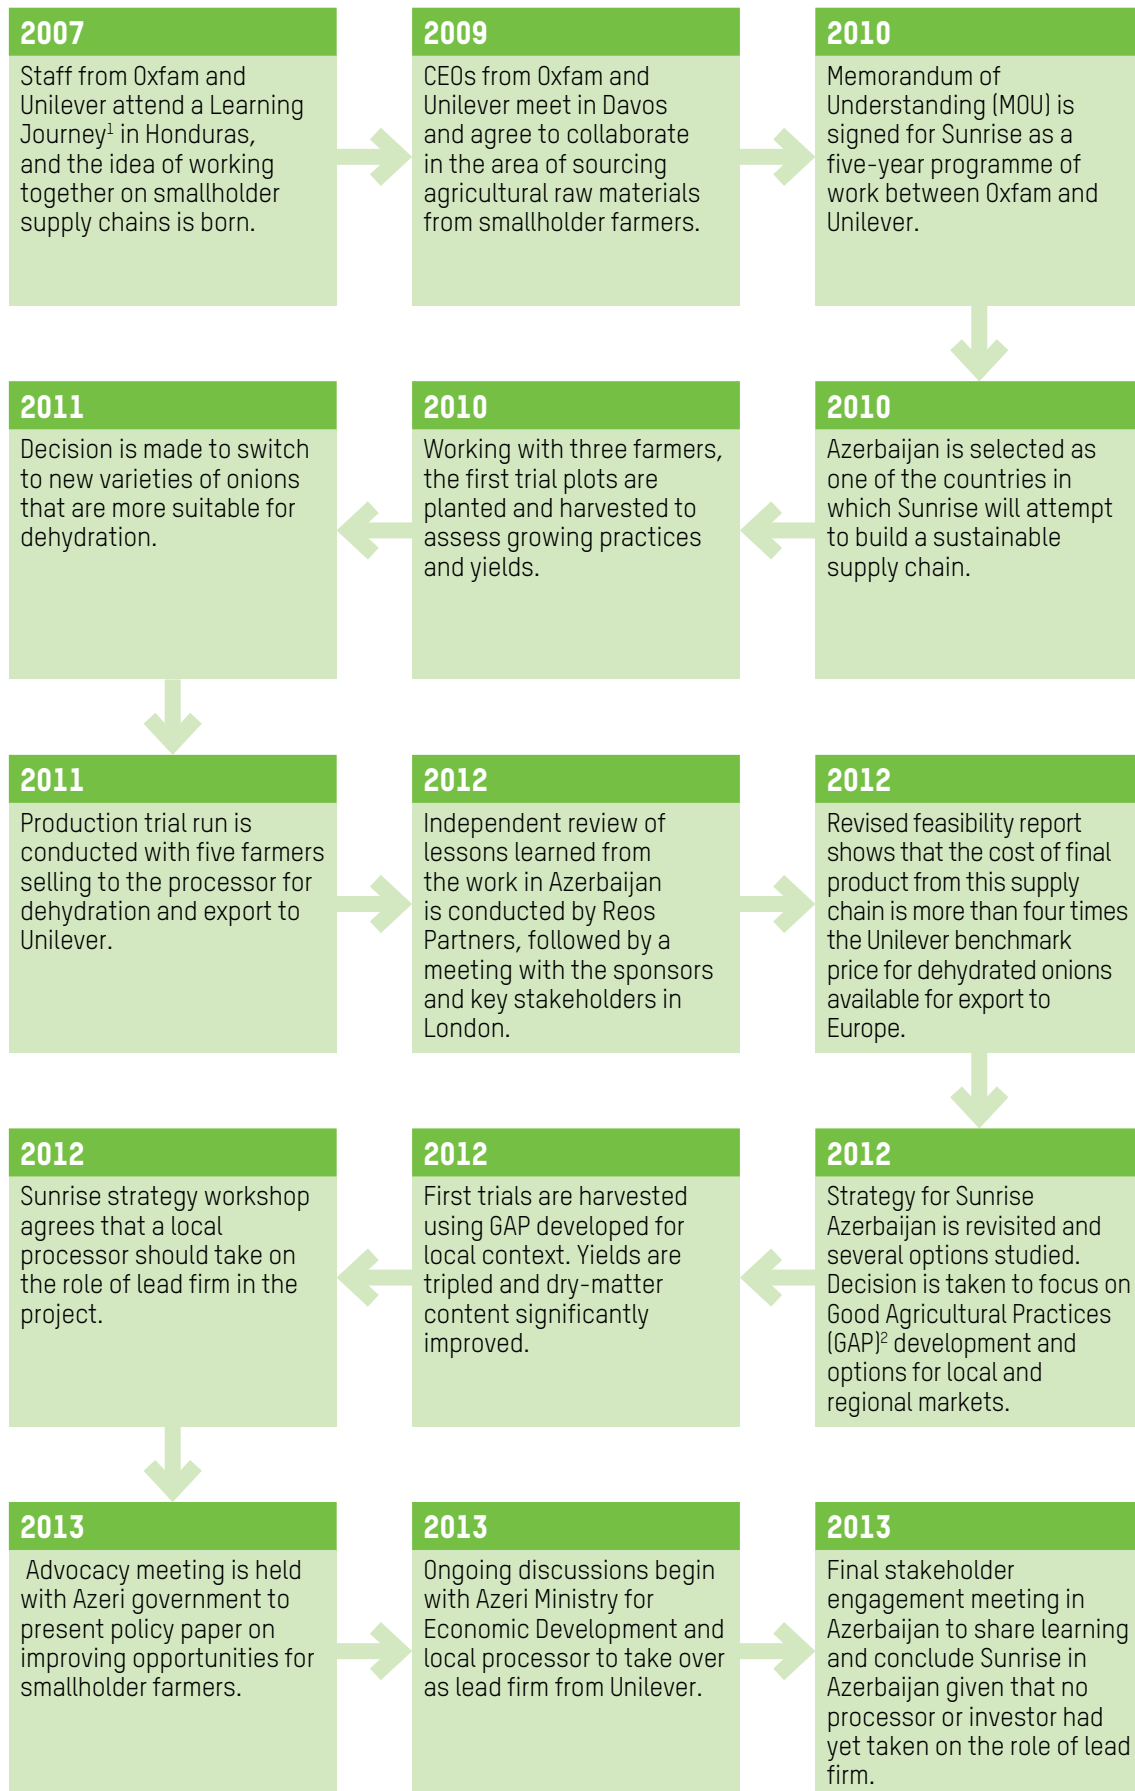 2007
Staff from Oxfam and
Unilever attend a Learning
Journey¹ in Honduras,
and the idea of working
together on smallholder
supply chains is born.
2009
CEOs from Oxfam and
Unilever meet in Davos
and agree to collaborate
in the area of sourcing
agricultural raw materials
from smallholder farmers.
2010
Memorandum of
Understanding (MOU) is
signed for Sunrise as a
five-year programme of
work between Oxfam and
Unilever.
2010
Azerbaijan is selected as
one of the countries in
which Sunrise will attempt
to build a sustainable
supply chain.
2010
Working with three farmers,
the first trial plots are
planted and harvested to
assess growing practices
and yields.
2011
Decision is made to switch
to new varieties of onions
that are more suitable for
dehydration.
2011
Production trial run is
conducted with five farmers
selling to the processor for
dehydration and export to
Unilever.
2012
Independent review of
lessons learned from
the work in Azerbaijan
is conducted by Reos
Partners, followed by a
meeting with the sponsors
and key stakeholders in
London.
2012
Revised feasibility report
shows that the cost of final
product from this supply
chain is more than four times
the Unilever benchmark
price for dehydrated onions
available for export to
Europe.
2012
Strategy for Sunrise
Azerbaijan is revisited and
several options studied.
Decision is taken to focus on
Good Agricultural Practices
(GAP)² development and
options for local and
regional markets.
2012
First trials are harvested
using GAP developed for
local context. Yields are
tripled and dry-matter
content significantly
improved.
2012
Sunrise strategy workshop
agrees that a local
processor should take on
the role of lead firm in the
project.
2013
Advocacy meeting is held
with Azeri government to
present policy paper on
improving opportunities for
smallholder farmers.
2013
Ongoing discussions begin
with Azeri Ministry for
Economic Development and
local processor to take over
as lead firm from Unilever.
2013
Final stakeholder
engagement meeting in
Azerbaijan to share learning
and conclude Sunrise in
Azerbaijan given that no
processor or investor had
yet taken on the role of lead
firm.